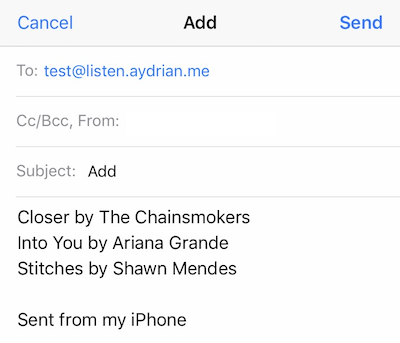 Cancel Add Send
To: test@listen.aydrian.me
Cc/Bcc, From:
Subject: Add
Closer by The Chainsmokers
Into You by Ariana Grande
Stitches by Shawn Mendes
Sent from my iPhone